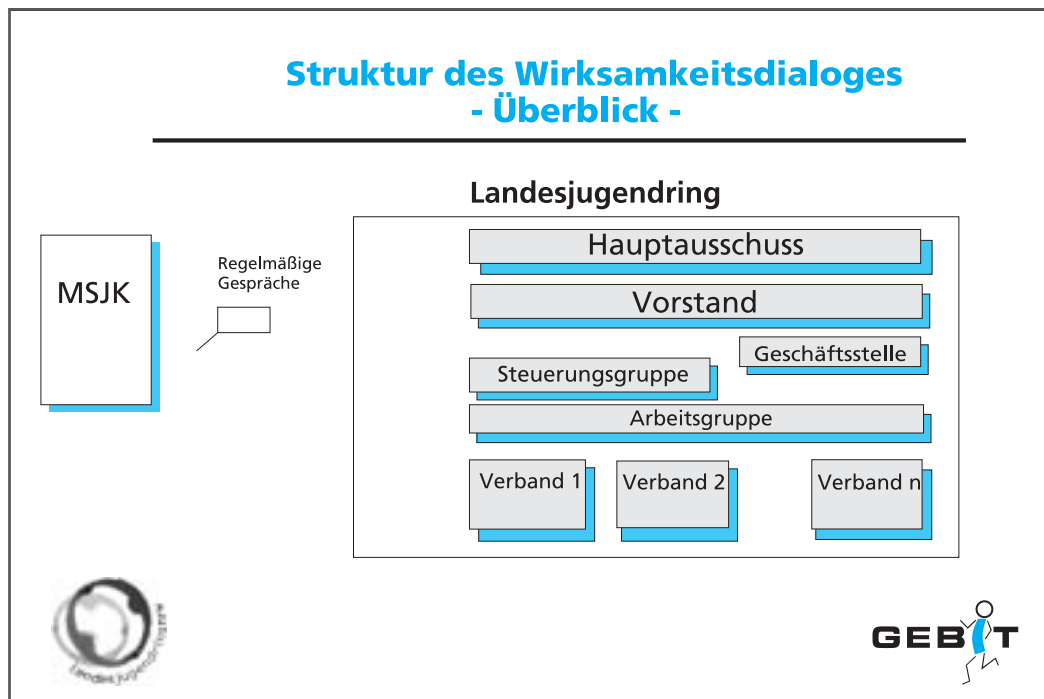 Struktur des Wirksamkeitsdialoges
- Überblick -
Landesjugendring
MSJK
Regelmäßige
Gespräche
Hauptausschuss
Vorstand
Geschäftsstelle
Steuerungsgruppe
Arbeitsgruppe
Verband 1
Verband 2
Verband n
Landesjugendring
GEBIT